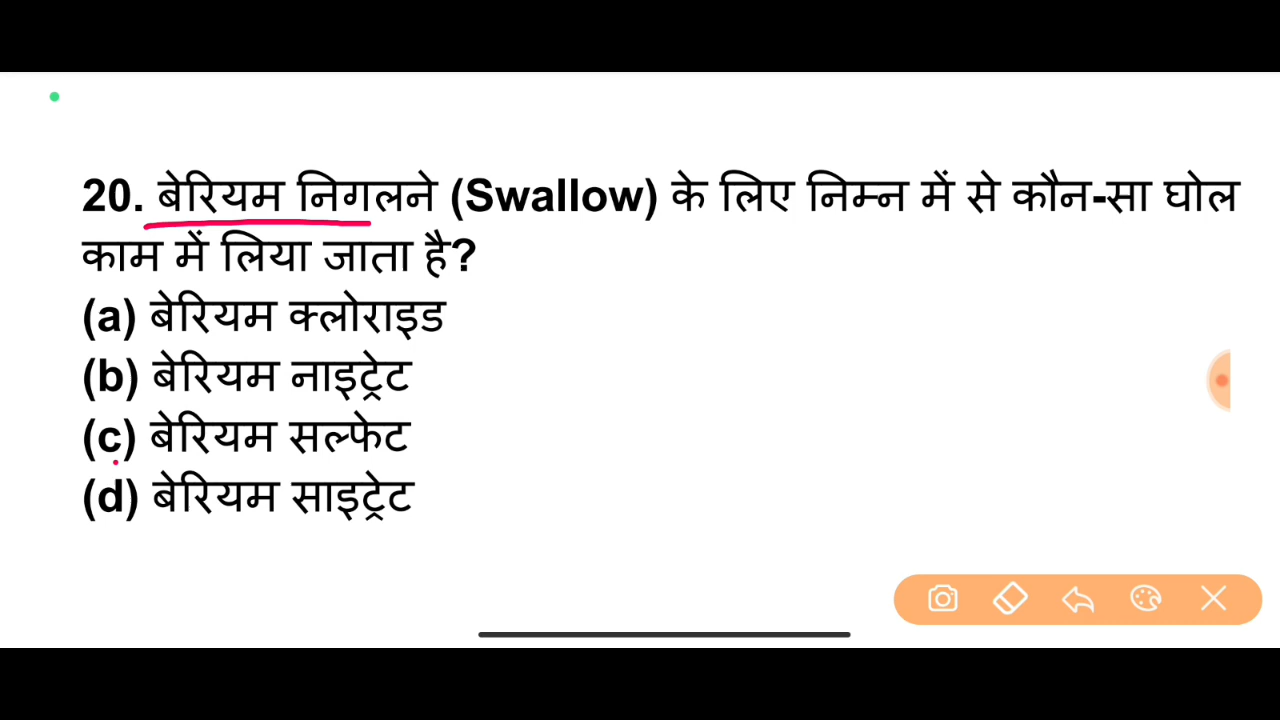 20. बेरियम निगलने (Swallow) के लिए निम्न में से कौन-सा घोल
काम में लिया जाता है?
(a) बेरियम क्लोराइड
(b) बेरियम नाइट्रेट
(c) बेरियम सल्फेट
(d) बेरियम साइट्रेट